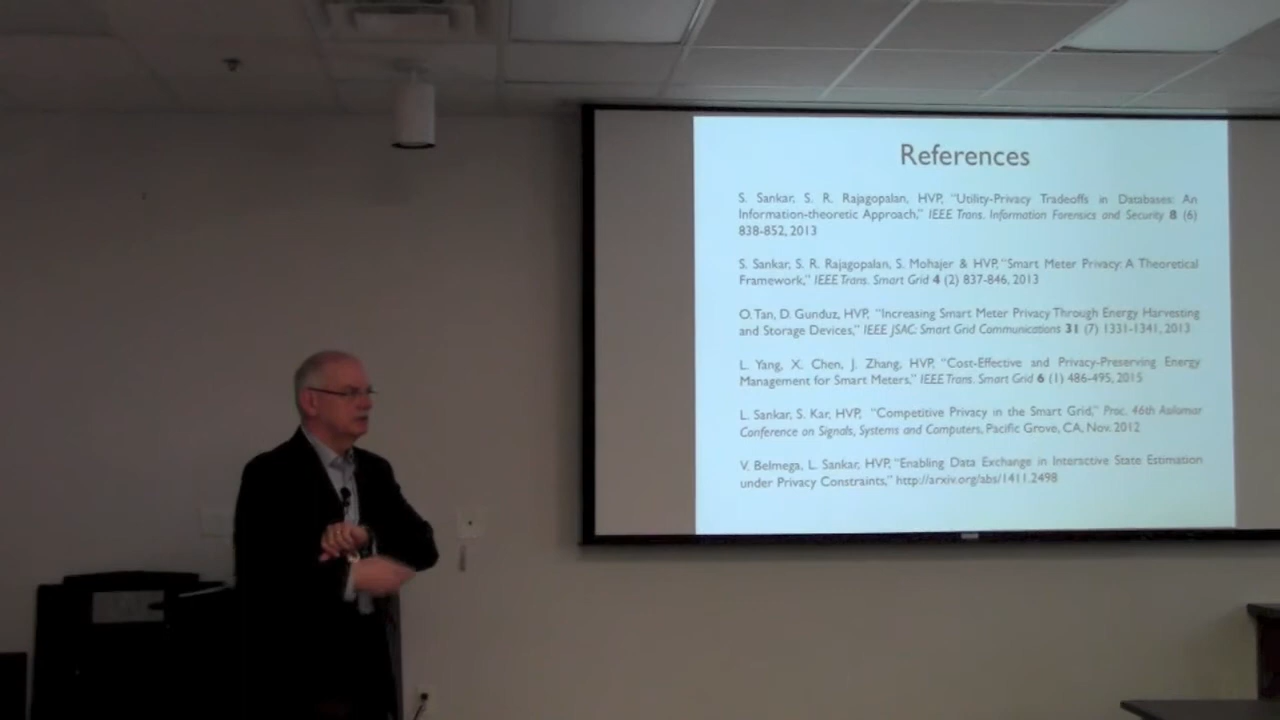 References
S. Sankar, S. R. Rajagopalan, HVP, "Utility-Privacy Tradeoffs in Databases: An
Information-theoretic Approach," IEEE Trans. Information Forensics and Security 8 (6)
838-852, 2013
S. Sankar, S. R. Rajagopalan, S. Mohajer & HVP, "Smart Meter Privacy: A Theoretical
Framework," IEEE Trans. Smart Grid 4 (2) 837-846, 2013
O. Tan, D. Gunduz, HVP, "Increasing Smart Meter Privacy Through Energy Harvesting
and Storage Devices," IEEE JSAC: Smart Grid Communications 31 (7) 1331-1341, 2013
L. Yang, X. Chen, J. Zhang, HVP, "Cost-Effective and Privacy-Preserving Energy
Management for Smart Meters," IEEE Trans. Smart Grid 6 (1) 486-495, 2015
L. Sankar, S. Kar, HVP, "Competitive Privacy in the Smart Grid," Proc. 46th Asilomar
Conference on Signals, Systems and Computers, Pacific Grove, CA, Nov. 2012
V. Belmega, L. Sankar, HVP, "Enabling Data Exchange in Interactive State Estimation
under Privacy Constraints," http://arxiv.org/abs/1411.2498